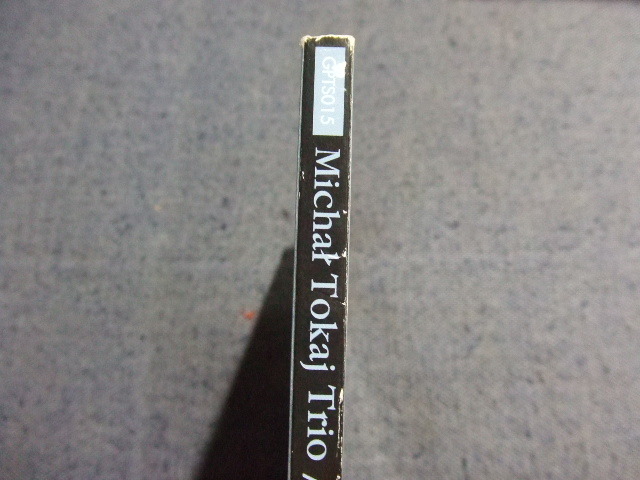 GPTS015
Michał Tokaj Trio /